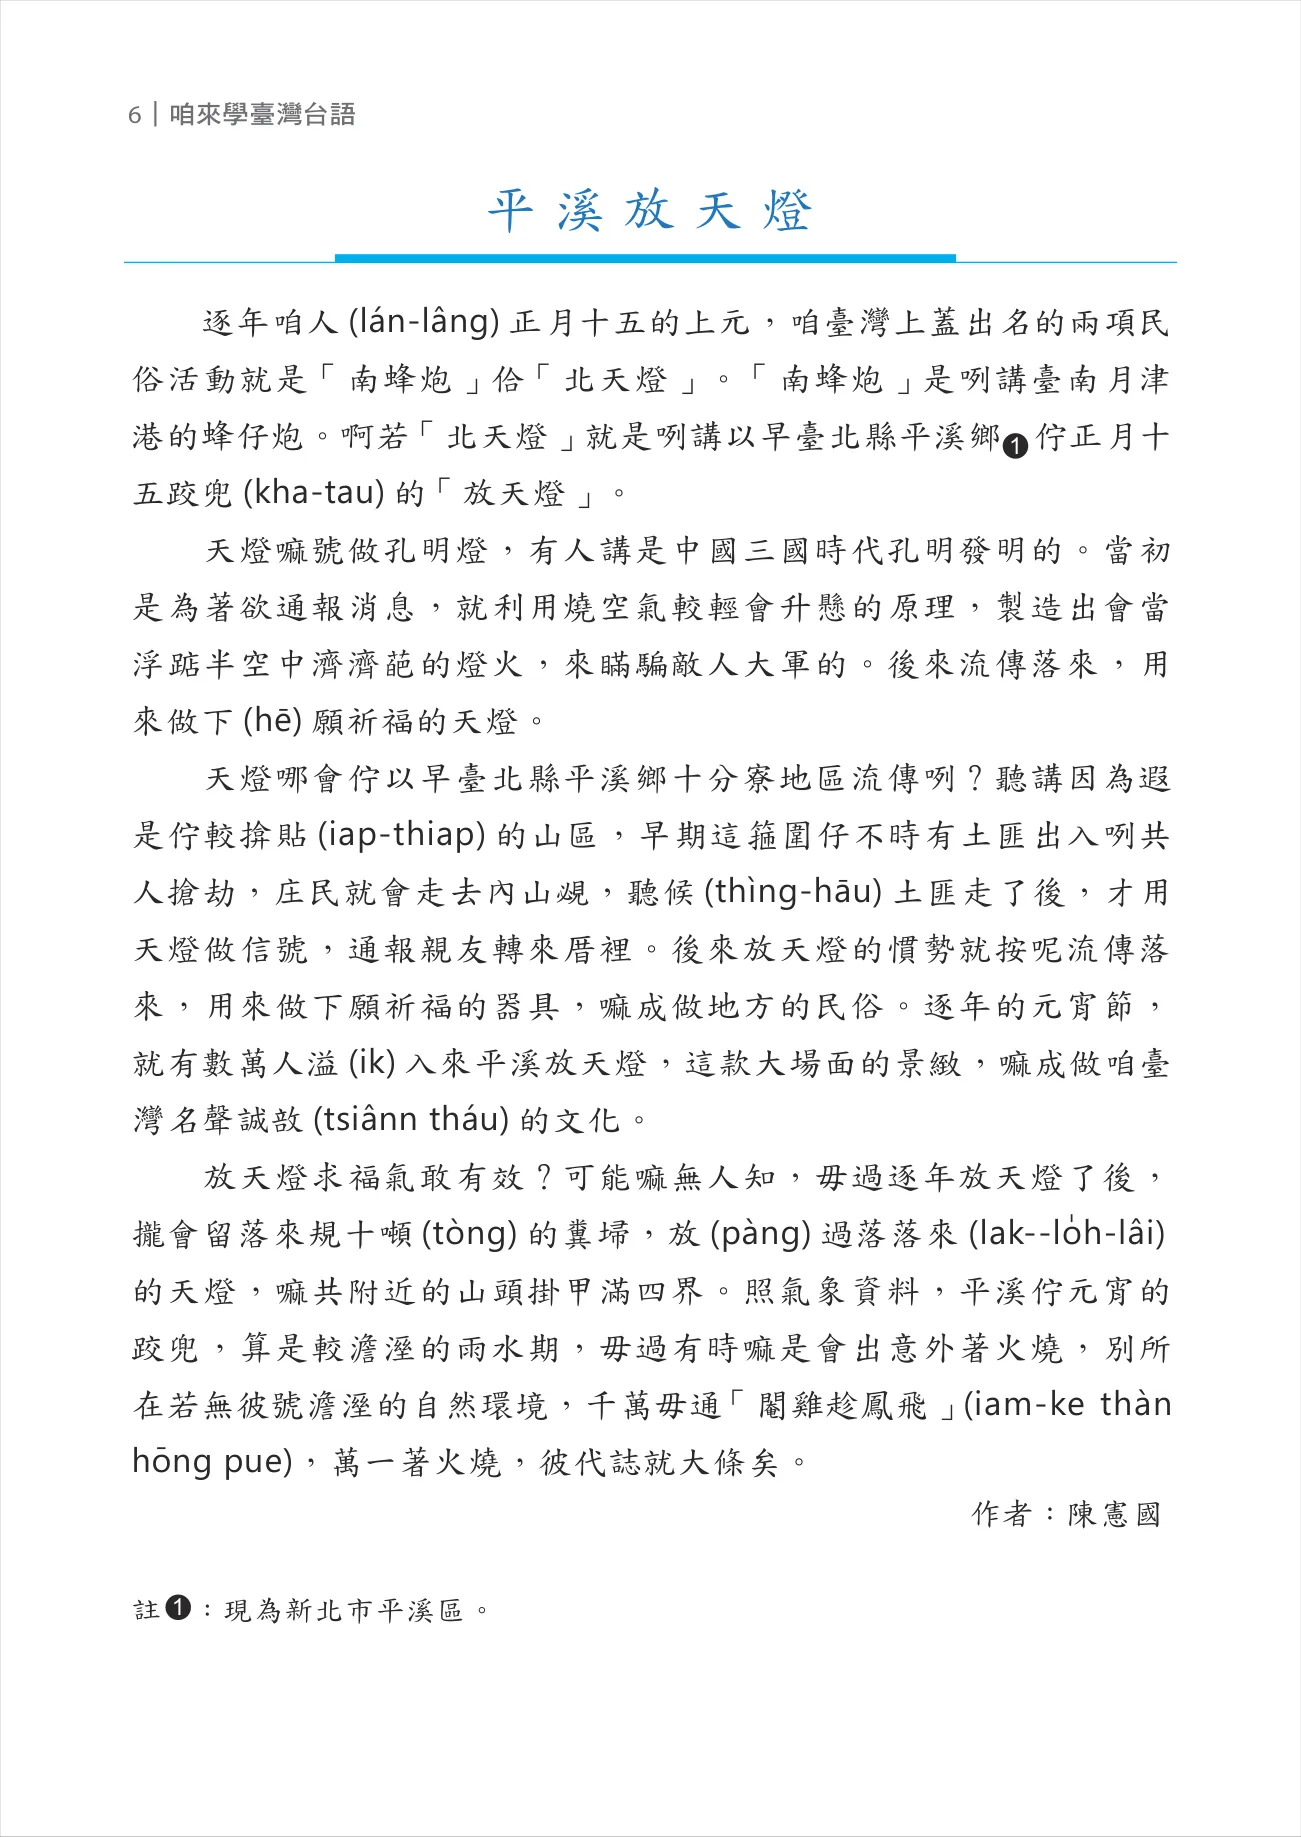 6｜咱來學臺灣台語
平溪放天燈
逐年咱人 (lán-lâng) 正月十五的上元，咱臺灣上蓋出名的兩項民
俗活動就是「南蜂炮」佮「北天燈」。「南蜂炮」是咧講臺南月津
港的蜂仔炮。啊若「北天燈」就是咧講以早臺北縣平溪鄉❶佇正月十
五跤兜 (kha-tau) 的「放天燈」。
天燈嘛號做孔明燈，有人講是中國三國時代孔明發明的。當初
是為著欲通報消息，就利用燒空氣較輕會升懸的原理，製造出會當
浮踮半空中濟濟葩的燈火，來瞞騙敵人大軍的。後來流傳落來，用
來做下 (hē) 願祈福的天燈。
天燈哪會佇以早臺北縣平溪鄉十分寮地區流傳咧？聽講因為遐
是佇較揜貼 (iap-thiap) 的山區，早期這箍圍仔不時有土匪出入咧共
人搶劫，庄民就會走去內山覕，聽候 (thìng-hāu) 土匪走了後，才用
天燈做信號，通報親友轉來厝裡。後來放天燈的慣勢就按呢流傳落
來，用來做下願祈福的器具，嘛成做地方的民俗。逐年的元宵節，
就有數萬人溢 (ik) 入來平溪放天燈，這款大場面的景緻，嘛成做咱臺
灣名聲誠敨 (tsiânn tháu) 的文化。
放天燈求福氣敢有效？可能嘛無人知，毋過逐年放天燈了後，
攏會留落來規十噸 (tòng) 的糞埽，放 (pàng) 過落落來 (lak--lo̍h-lâi)
的天燈，嘛共附近的山頭掛甲滿四界。照氣象資料，平溪佇元宵的
跤兜，算是較澹溼的雨水期，毋過有時嘛是會出意外著火燒，別所
在若無彼號澹溼的自然環境，千萬毋通「閹雞趁鳳飛」(iam-ke thàn
hōng pue)，萬一著火燒，彼代誌就大條矣。
作者：陳憲國
註❶：現為新北市平溪區。